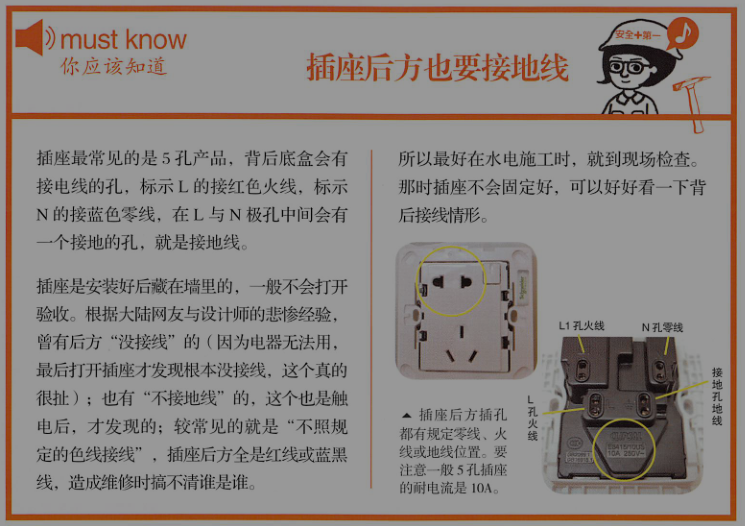 must know
你应该知道
插座后方也要接地线
安全+第一
插座最常见的是5孔产品，背后底盒会有
接电线的孔，标示L的接红色火线，标示
N的接蓝色零线，在L与N极孔中间会有
一个接地的孔，就是接地线。
插座是安装好后藏在墙里的，一般不会打开
验收。根据大陆网友与设计师的悲惨经验，
曾有后方“没接线”的（因为电器无法用，
最后打开插座才发现根本没接线，这个真的
很扯）；也有“不接地线”的，这个也是触
电后，才发现的；较常见的就是“不照规
定的色线接线”，插座后方全是红线或蓝黑
线，造成维修时搞不清谁是谁。
所以最好在水电施工时，就到现场检查。
那时插座不会固定好，可以好好看一下背
后接线情形。
L1孔火线
N孔零线
L孔火线
接地孔地线
10A 250V~
▲ 插座后方插孔
都有规定零线、火
线或地线位置。要
注意一般5孔插座
的耐电流是10A。